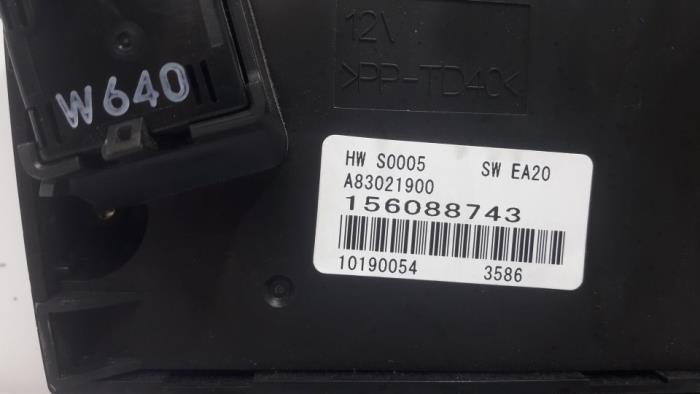 12V
>PP-TD40<
W640
HW S0005 SW EA20
A83021900
156088743
10190054 3586